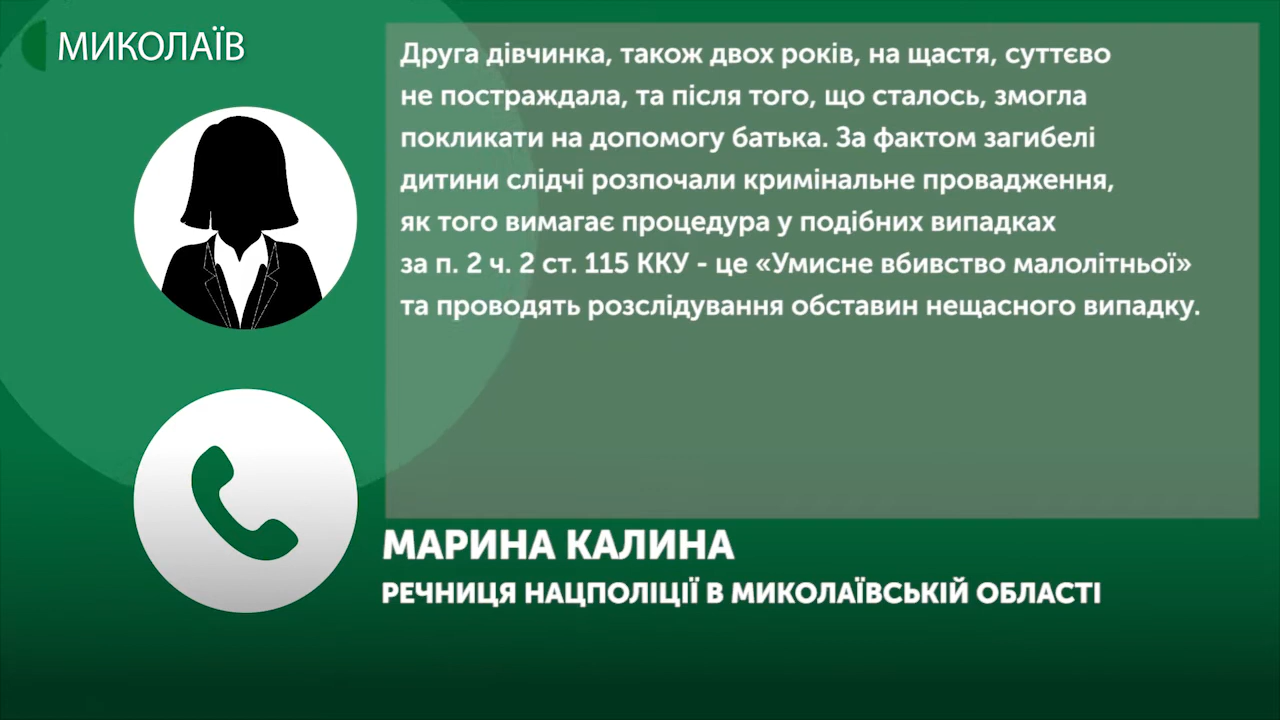 МИКОЛАЇВ
Друга дівчинка, також двох років, на щастя, суттєво
не постраждала, та після того, що сталось, змогла
покликати на допомогу батька. За фактом загибелі
дитини слідчі розпочали кримінальне провадження,
як того вимагає процедура у подібних випадках
за п. 2 ч. 2 ст. 115 ККУ - це «Умисне вбивство малолітньої»
та проводять розслідування обставин нещасного випадку.
МАРИНА КАЛИНА
РЕЧНИЦЯ НАЦПОЛІЦІЇ В МИКОЛАЇВСЬКІЙ ОБЛАСТІ